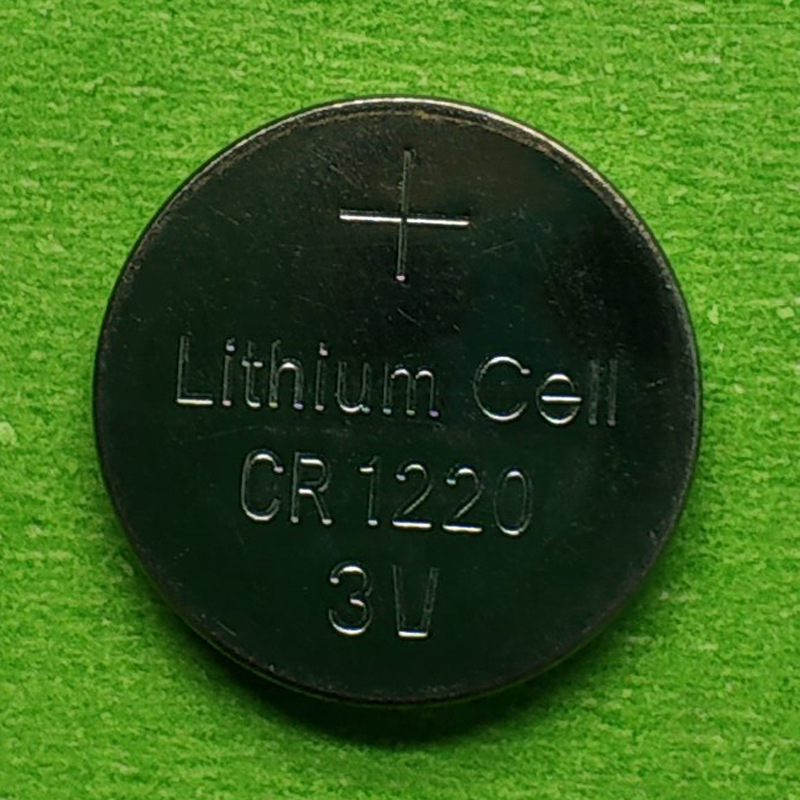 +
Lithium Cell
CR 1220
3V